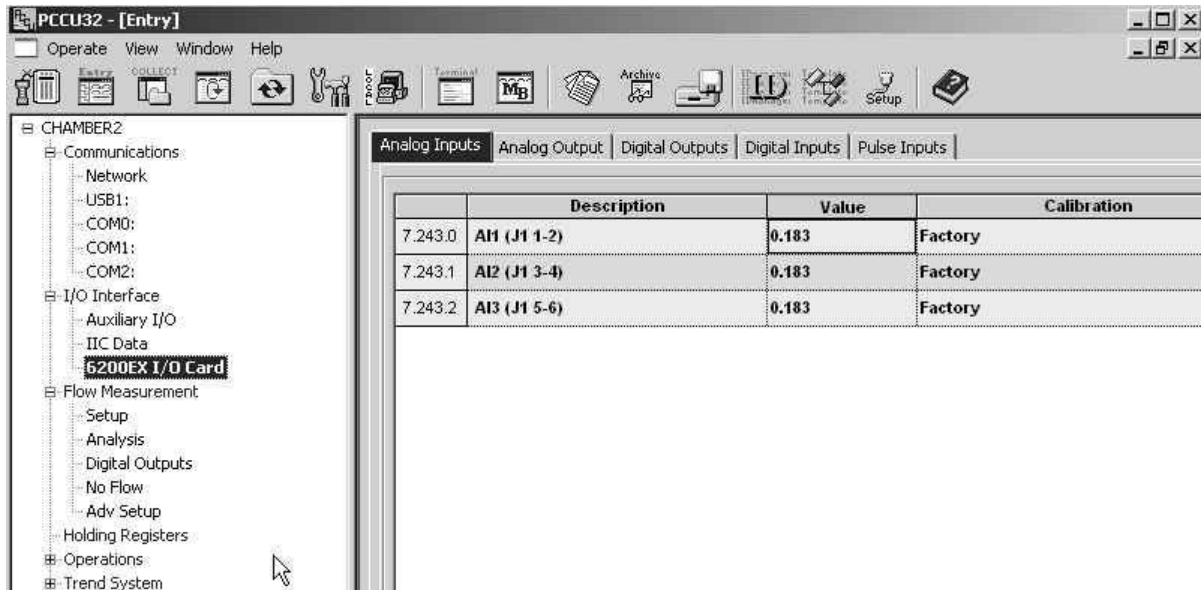 PCCU32 - [Entry]
Operate View Window Help
Entry
COLLECT
LOCAL
Terminal
MB
Archive
Setup
CHAMBER2
Communications
Network
USB1:
COM0:
COM1:
COM2:
I/O Interface
Auxiliary I/O
IIC Data
6200EX I/O Card
Flow Measurement
Setup
Analysis
Digital Outputs
No Flow
Adv Setup
Holding Registers
Operations
Trend System
Analog Inputs Analog Output Digital Outputs Digital Inputs Pulse Inputs
Description Value Calibration
7.243.0 AI1 (J1 1-2) 0.183 Factory
7.243.1 AI2 (J1 3-4) 0.183 Factory
7.243.2 AI3 (J1 5-6) 0.183 Factory